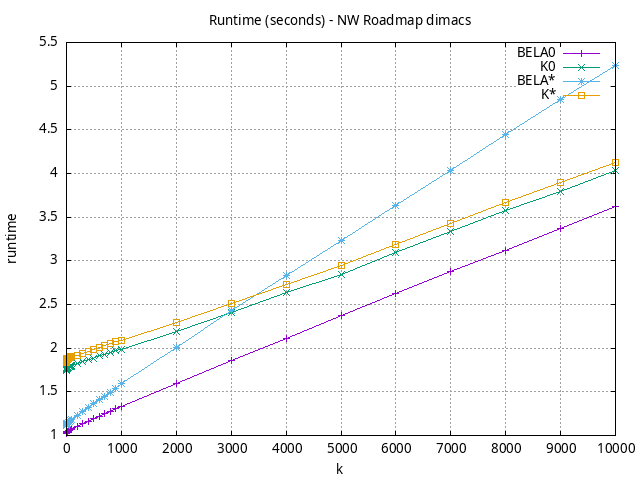 Runtime (seconds) - NW Roadmap dimacs
5.5
5
4.5
4
3.5
3
2.5
2
1.5
1
runtime
BELA0
K0
BELA*
K*
0 1000 2000 3000 4000 5000 6000 7000 8000 9000 10000
k